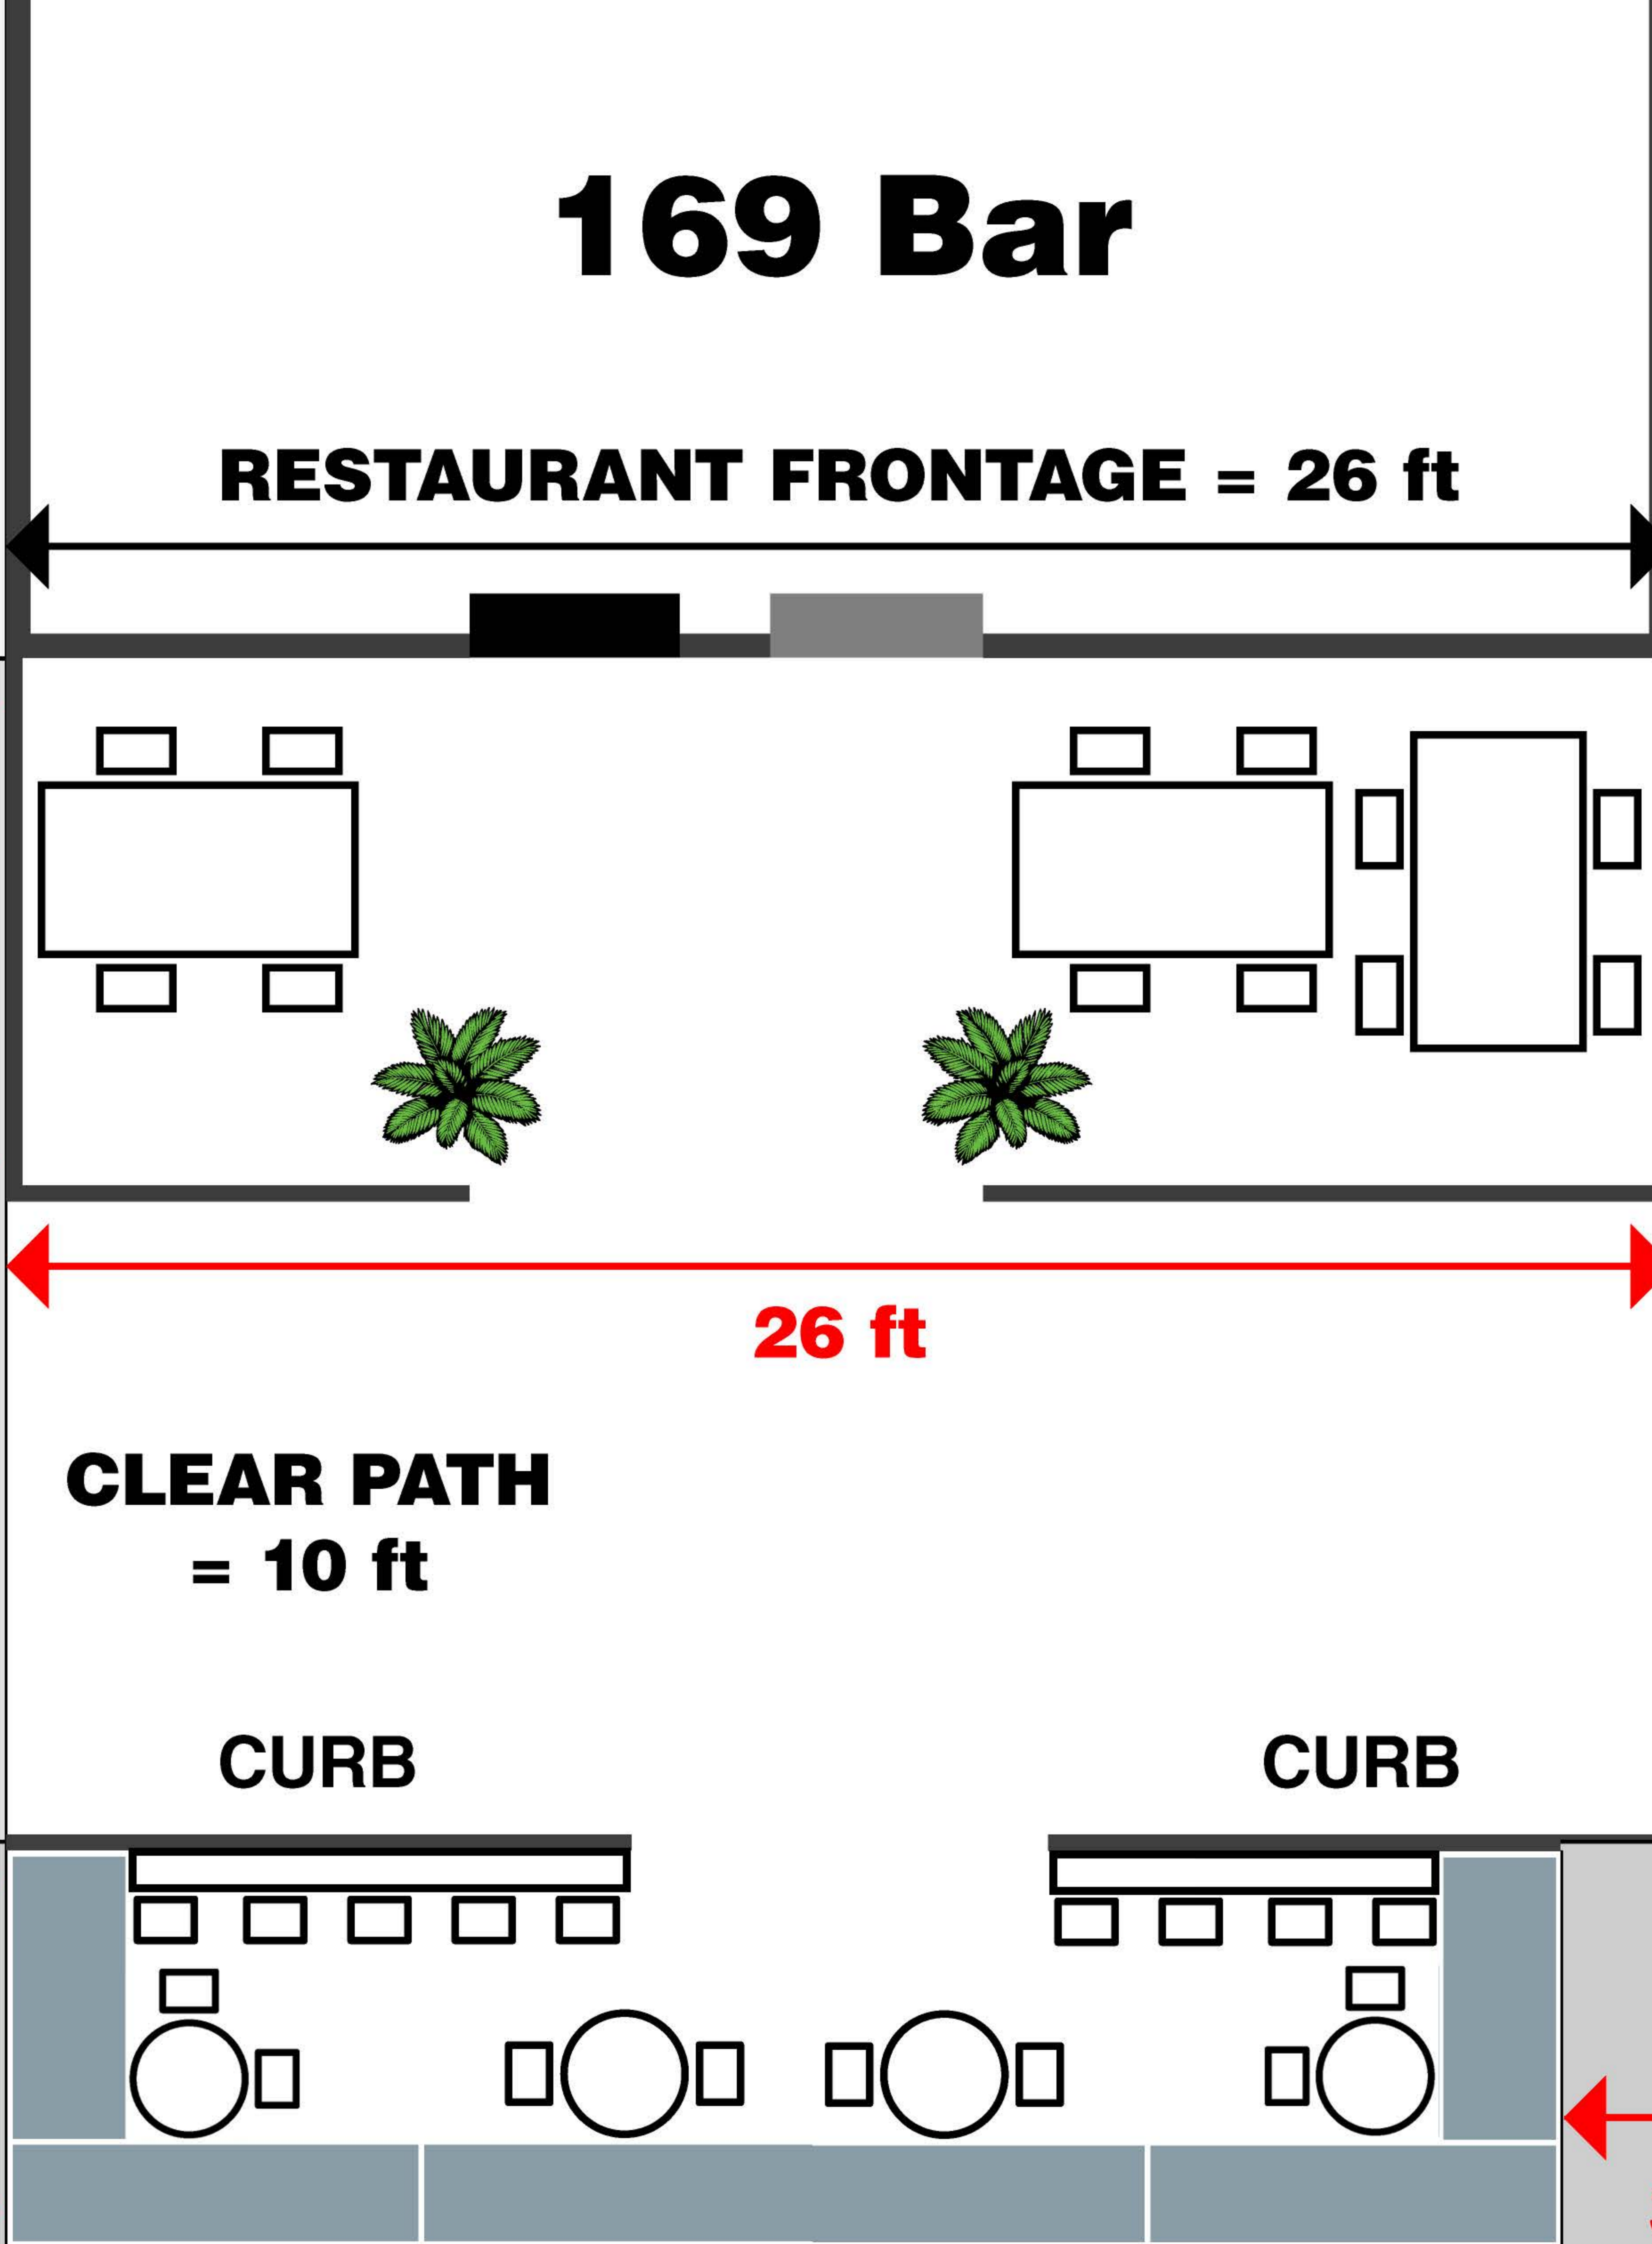 169 Bar
RESTAURANT FRONTAGE = 26 ft
26 ft
CLEAR PATH
= 10 ft
CURB
CURB